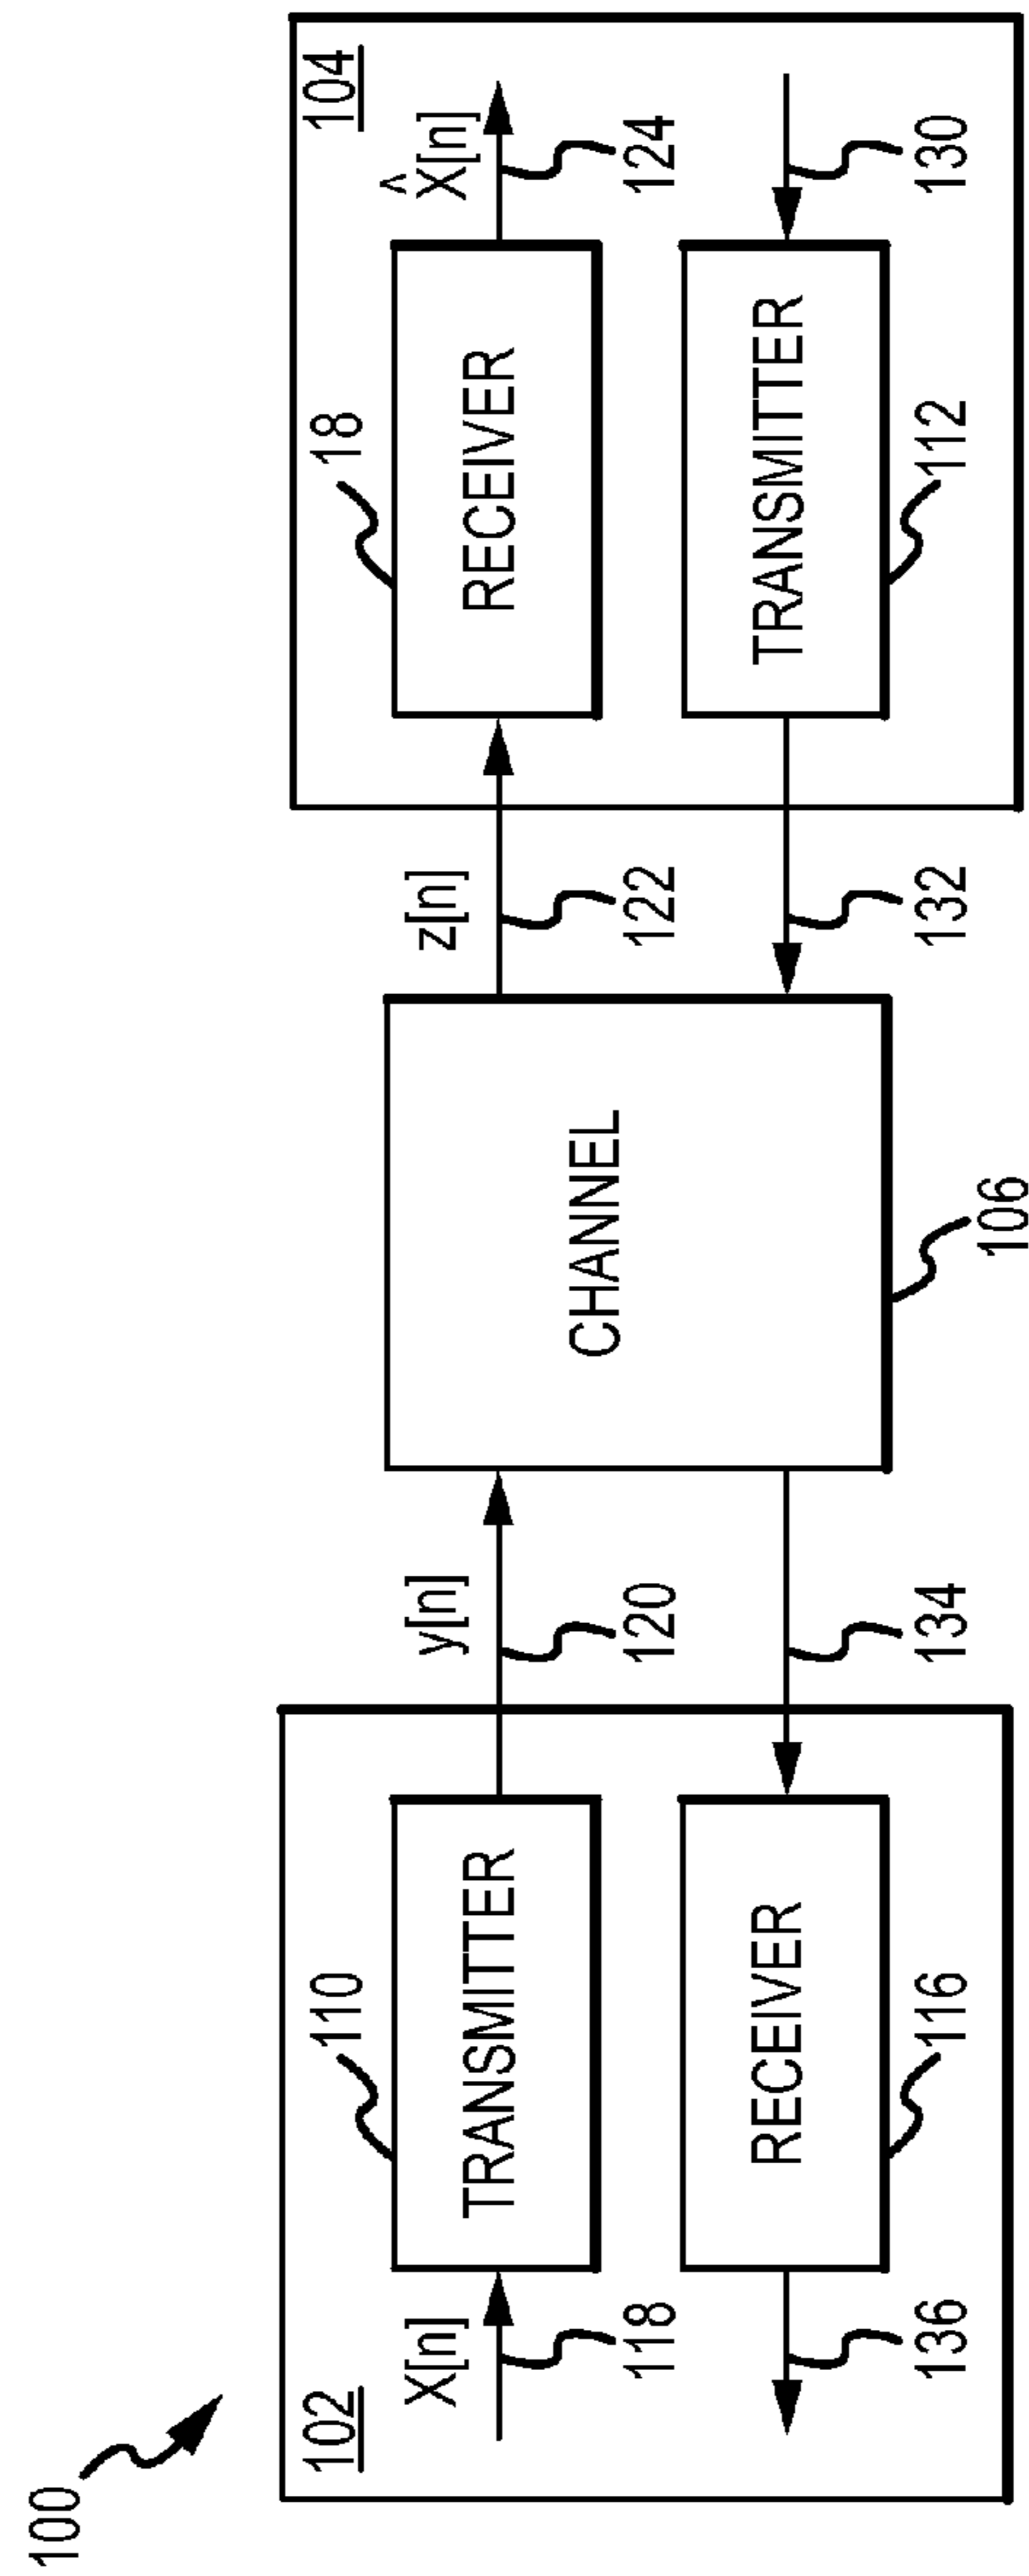 100
102
104
110
18
X[n]
y[n]
z[n]
^
X[n]
TRANSMITTER
CHANNEL
RECEIVER
118
120
122
124
RECEIVER
TRANSMITTER
116
112
136
134
132
130
106